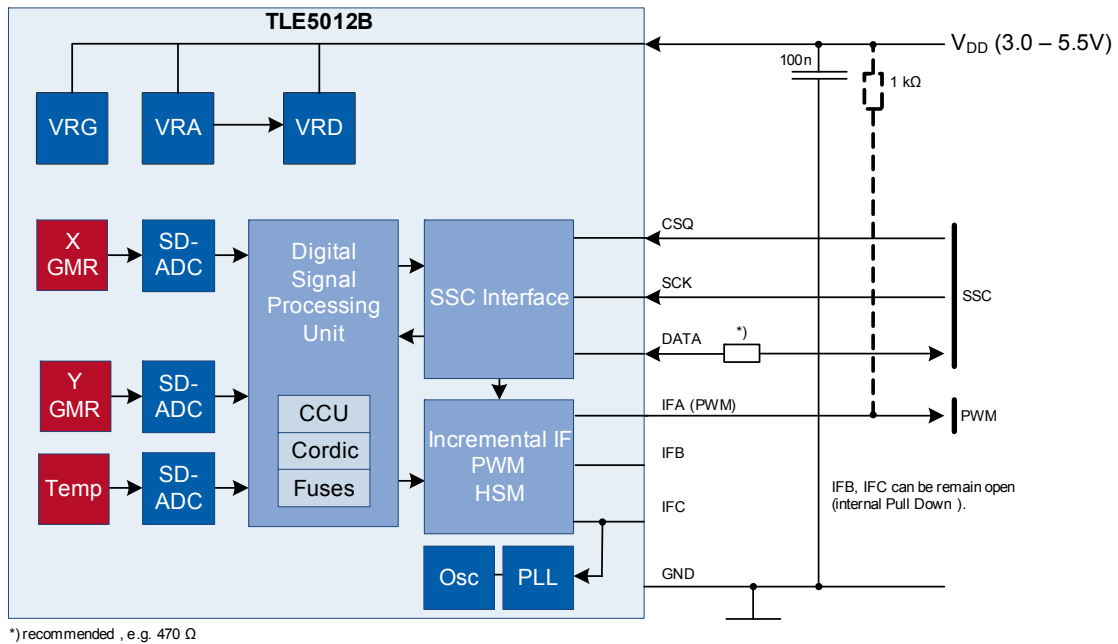 TLE5012B
V_DD (3.0 – 5.5V)
100n
1 kΩ
VRG
VRA
VRD
X
GMR
SD-
ADC
Digital
Signal
Processing
Unit
SSC Interface
CSQ
SCK
SSC
DATA
*)
Y
GMR
SD-
ADC
CCU
Cordic
Fuses
Incremental IF
PWM
HSM
IFA (PWM)
PWM
IFB
IFB, IFC can be remain open
(internal Pull Down ).
IFC
Temp
SD-
ADC
Osc
PLL
GND
*) recommended , e.g. 470 Ω